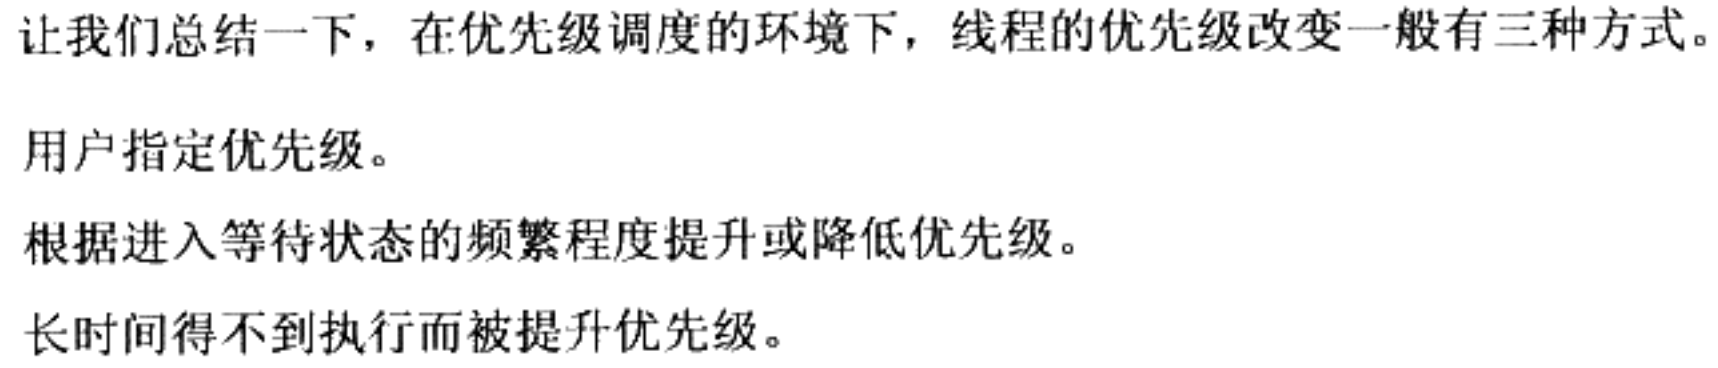 让我们总结一下，在优先级调度的环境下，线程的优先级改变一般有三种方式。
用户指定优先级。
根据进入等待状态的频繁程度提升或降低优先级。
长时间得不到执行而被提升优先级。